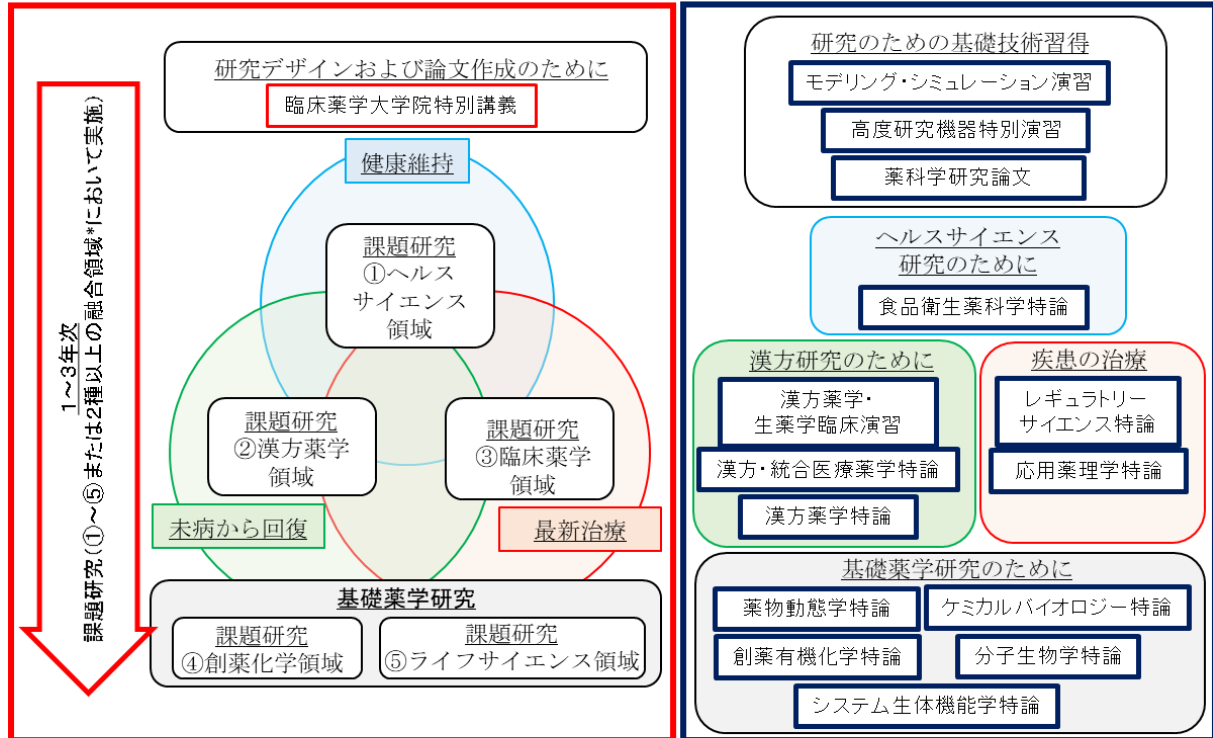 1～3年次
課題研究(①～⑤または2種以上の融合領域*において実施)
研究デザインおよび論文作成のために
臨床薬学大学院特別講義
健康維持
課題研究
①ヘルス
サイエンス
領域
課題研究
②漢方薬学
領域
課題研究
③臨床薬学
領域
未病から回復
最新治療
基礎薬学研究
課題研究
④創薬化学領域
課題研究
⑤ライフサイエンス領域
研究のための基礎技術習得
モデリング・シミュレーション演習
高度研究機器特別演習
薬科学研究論文
ヘルスサイエンス
研究のために
食品衛生薬科学特論
漢方研究のために
漢方薬学・
生薬学臨床演習
漢方・統合医療薬学特論
漢方薬学特論
疾患の治療
レギュラトリー
サイエンス特論
応用薬理学特論
基礎薬学研究のために
薬物動態学特論
ケミカルバイオロジー特論
創薬有機化学特論
分子生物学特論
システム生体機能学特論